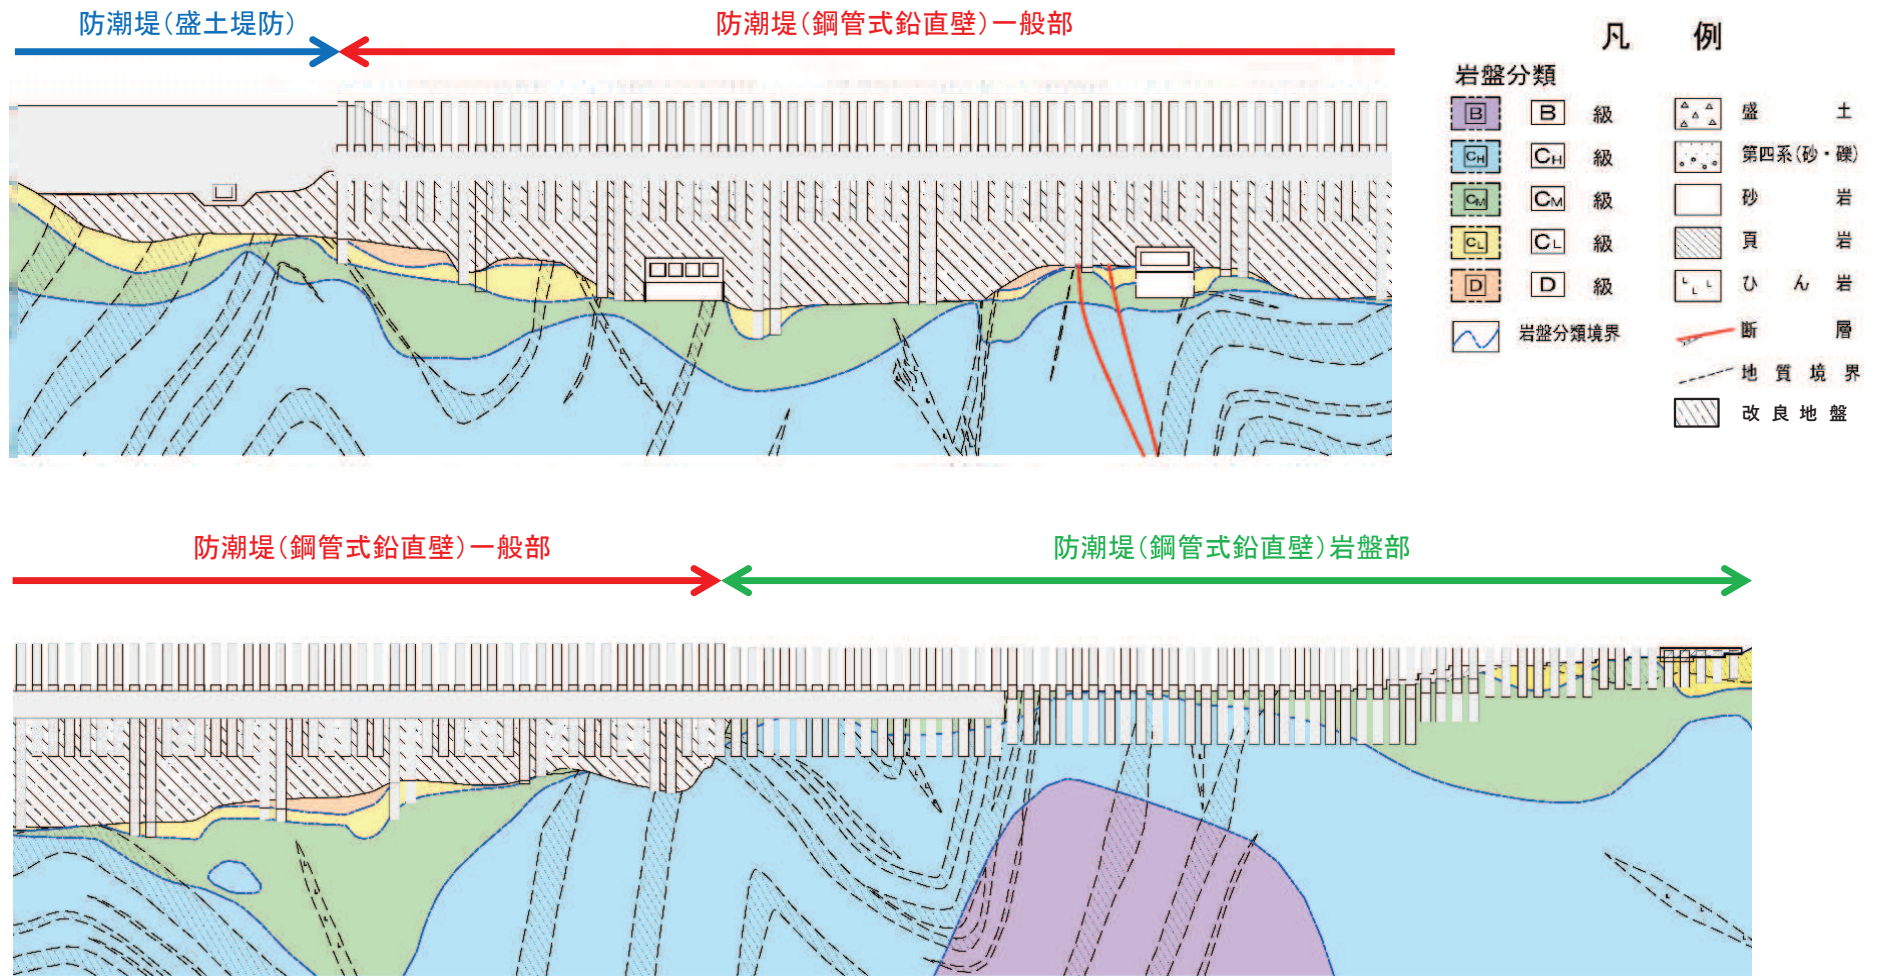 防潮堤(盛土堤防)
防潮堤(鋼管式鉛直壁)一般部
凡 例
岩盤分類
B B 級
CH CH 級
CM CM 級
CL CL 級
D D 級
岩盤分類境界
盛 土
第四系(砂・礫)
砂 岩
頁 岩
ひ ん 岩
断 層
地 質 境 界
改 良 地 盤
防潮堤(鋼管式鉛直壁)一般部
防潮堤(鋼管式鉛直壁)岩盤部